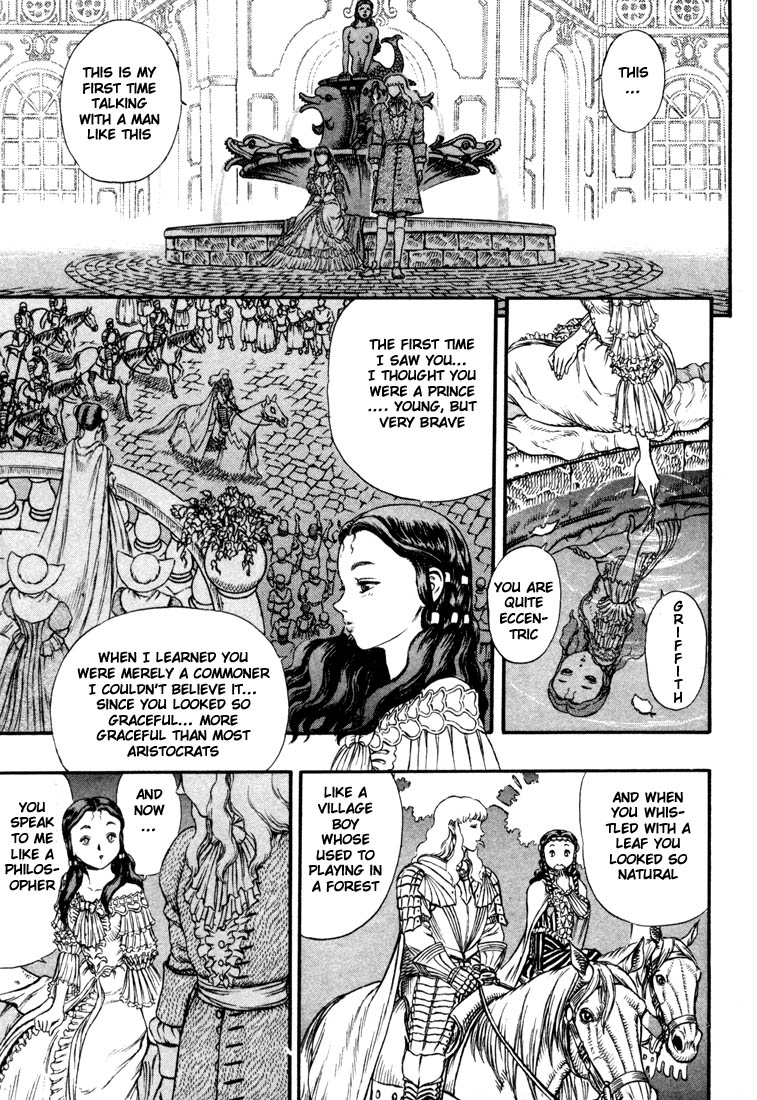 THIS
...
THIS IS MY
FIRST TIME
TALKING
WITH A MAN
LIKE THIS
GRIFFITH
YOU ARE
QUITE
ECCEN-
TRIC
THE FIRST TIME
I SAW YOU...
I THOUGHT YOU
WERE A PRINCE
.... YOUNG, BUT
VERY BRAVE
WHEN I LEARNED YOU
WERE MERELY A COMMONER
I COULDN'T BELIEVE IT...
SINCE YOU LOOKED SO
GRACEFUL... MORE
GRACEFUL THAN MOST
ARISTOCRATS
AND WHEN
YOU WHIS-
TLED WITH A
LEAF YOU
LOOKED SO
NATURAL
LIKE A
VILLAGE
BOY
WHOSE
USED TO
PLAYING IN
IN A FOREST
AND
NOW
...
YOU
SPEAK
TO ME
LIKE A
PHILOS-
OPHER